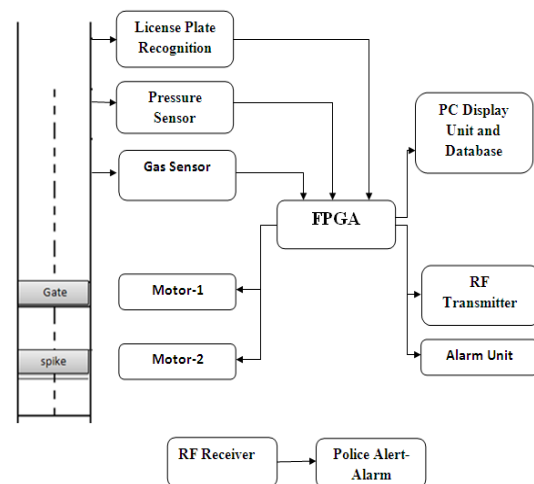 License Plate
Recognition
Pressure
Sensor
Gas Sensor
PC Display
Unit and
Database
FPGA
Gate
Motor-1
RF
Transmitter
spike
Motor-2
Alarm Unit
RF Receiver
Police Alert-
Alarm